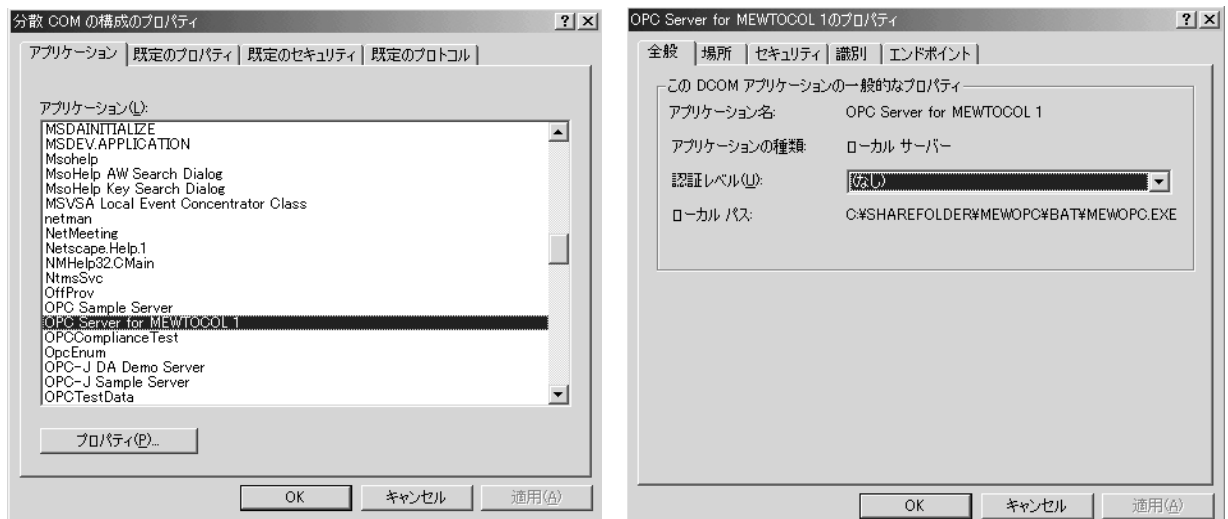 分散 COM の構成のプロパティ
アプリケーション 既定のプロパティ 既定のセキュリティ 既定のプロトコル
アプリケーション(L):
MSDAINITIALIZE
MSDEV.APPLICATION
Msohelp
MsoHelp AW Search Dialog
MsoHelp Key Search Dialog
MSVSA Local Event Concentrator Class
netman
NetMeeting
Netscape.Help.1
NMHelp32.CMain
NtmsSvc
OffProv
OPC Sample Server
OPC Server for MEWTOCOL 1
OPCComplianceTest
OpcEnum
OPC-J DA Demo Server
OPC-J Sample Server
OPCTestData
プロパティ(P)...
OK キャンセル 適用(A)
OPC Server for MEWTOCOL 1のプロパティ
全般 場所 セキュリティ 識別 エンドポイント
この DCOM アプリケーションの一般的なプロパティ
アプリケーション名: OPC Server for MEWTOCOL 1
アプリケーションの種類: ローカル サーバー
認証レベル(U): (なし)
ローカル パス: C:¥SHAREFOLDER¥MEWOPC¥BAT¥MEWOPC.EXE
OK キャンセル 適用(A)